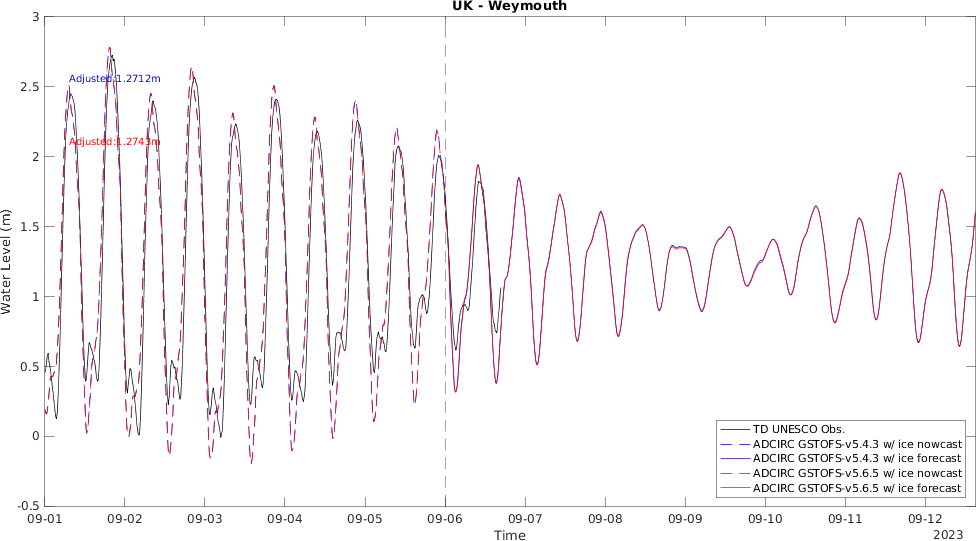 UK - Weymouth
3
2.5
2
1.5
1
0.5
0
-0.5
Water Level (m)
Adjusted:1.2712m
Adjusted:1.2743m
TD UNESCO Obs.
ADCIRC GSTOFS-v5.4.3 w/ ice nowcast
ADCIRC GSTOFS-v5.4.3 w/ ice forecast
ADCIRC GSTOFS-v5.6.5 w/ ice nowcast
ADCIRC GSTOFS-v5.6.5 w/ ice forecast
09-01 09-02 09-03 09-04 09-05 09-06 09-07 09-08 09-09 09-10 09-11 09-12
Time
2023